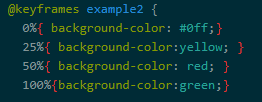 @keyframes example2 {
0%{ background-color: #0ff;}
25%{ background-color:yellow; }
50%{ background-color: red; }
100%{background-color:green;}